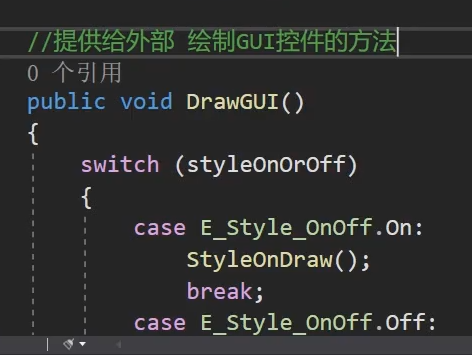 //提供给外部 绘制GUI控件的方法
0 个引用
public void DrawGUI()
{
switch (styleOnOrOff)
{
case E_Style_OnOff.On:
StyleOnDraw();
break;
case E_Style_OnOff.Off: